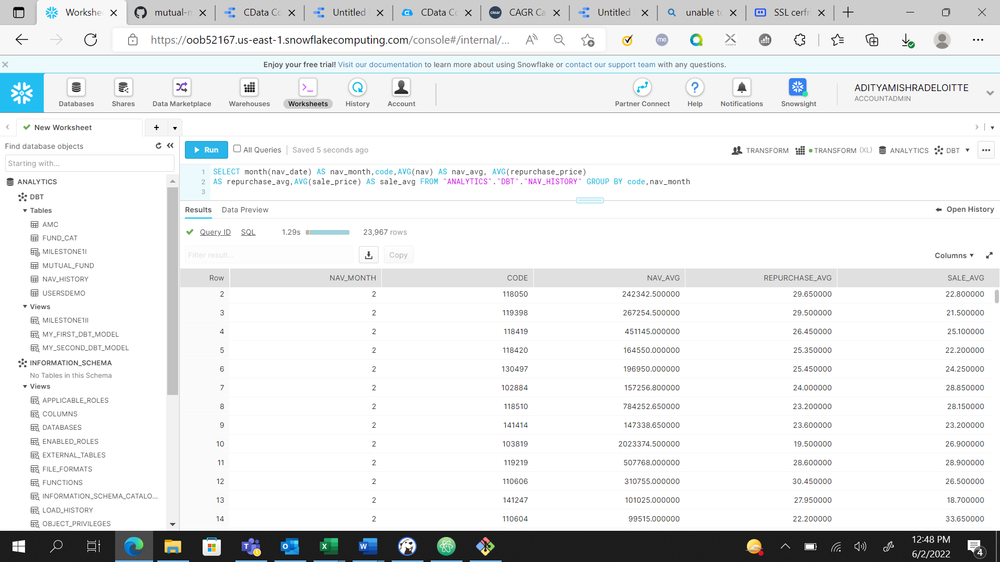 Workshe
mutual-n
CData Co
Untitled
CData Co
clear
CAGR Ca
Untitled
unable to
SSL cerfi
https://oob52167.us-east-1.snowflakecomputing.com/console#/internal/...
me
Enjoy your free trial! Visit our documentation to learn more about using Snowflake or contact our support team with any questions.
Databases
Shares
Data Marketplace
Warehouses
Worksheets
History
Account
Partner Connect
Help
Notifications
Snowsight
ADITYAMISHRADELOITTE
ACCOUNTADMIN
New Worksheet
Find database objects
Starting with...
Run
All Queries
Saved 5 seconds ago
TRANSFORM
TRANSFORM (XL)
ANALYTICS
DBT
1 SELECT month(nav_date) AS nav_month,code,AVG(nav) AS nav_avg, AVG(repurchase_price)
2 AS repurchase_avg,AVG(sale_price) AS sale_avg FROM "ANALYTICS"."DBT"."NAV_HISTORY" GROUP BY code,nav_month
3
ANALYTICS
DBT
Tables
AMC
FUND_CAT
MILESTONE1I
MUTUAL_FUND
NAV_HISTORY
USERSDEMO
Views
MILESTONE1II
MY_FIRST_DBT_MODEL
MY_SECOND_DBT_MODEL
INFORMATION_SCHEMA
No Tables in this Schema
Views
APPLICABLE_ROLES
COLUMNS
DATABASES
ENABLED_ROLES
EXTERNAL_TABLES
FILE_FORMATS
FUNCTIONS
INFORMATION_SCHEMA_CATALO...
LOAD_HISTORY
OBJECT_PRIVILEGES
Results Data Preview
Open History
Query ID SQL 1.29s 23,967 rows
Filter result...
Copy
Columns
Row NAV_MONTH CODE NAV_AVG REPURCHASE_AVG SALE_AVG
2 2 118050 242342.500000 29.650000 22.800000
3 2 119398 267254.500000 29.500000 21.500000
4 2 118419 451145.000000 26.450000 25.100000
5 2 118420 164550.000000 25.350000 22.200000
6 2 130497 196950.000000 25.450000 24.250000
7 2 102884 157256.800000 24.000000 28.850000
8 2 118510 784252.650000 23.200000 28.150000
9 2 141414 147338.650000 23.600000 23.200000
10 2 103819 2023374.500000 19.500000 26.900000
11 2 119219 507768.000000 28.600000 28.900000
12 2 110606 310755.000000 30.450000 26.500000
13 2 141247 101025.000000 27.950000 18.700000
14 2 110604 99515.000000 22.200000 33.650000
12:48 PM
6/2/2022
4